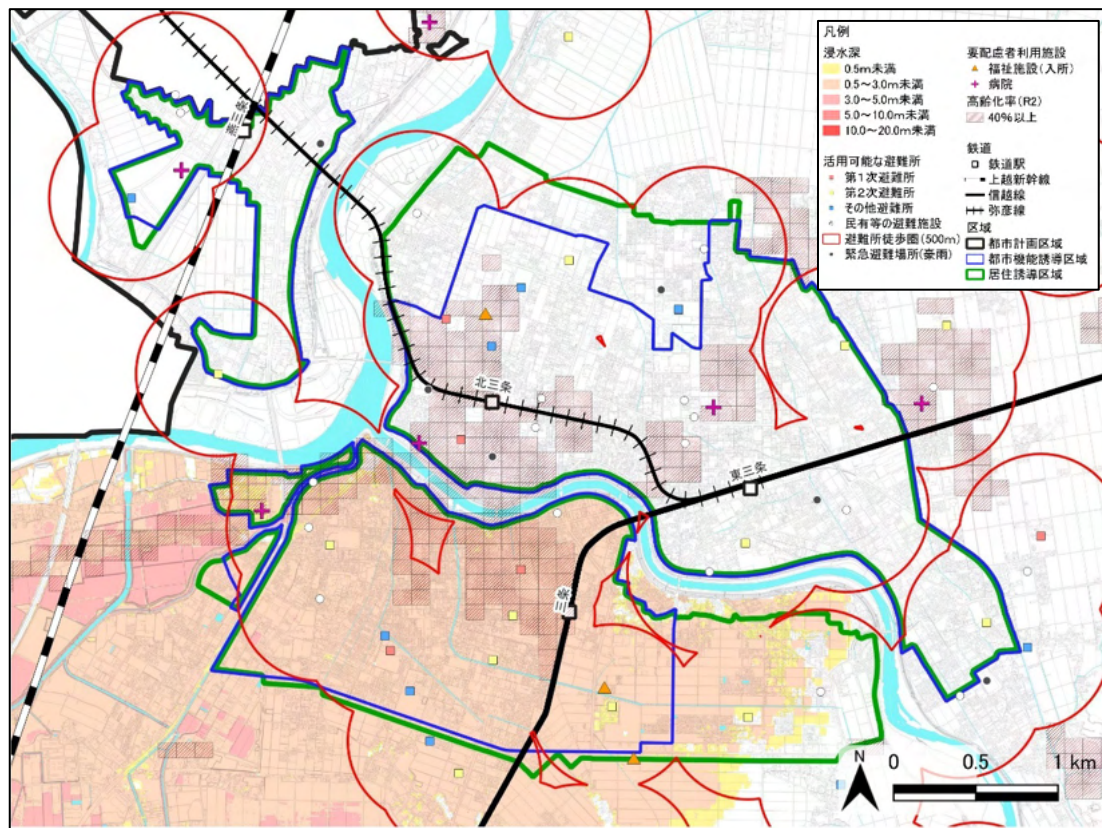 凡例
浸水深
0.5m未満
0.5～3.0m未満
3.0～5.0m未満
5.0～10.0m未満
10.0～20.0m未満
活用可能な避難所
第1次避難所
第2次避難所
その他避難所
民有等の避難施設
避難所徒歩圏(500m)
緊急避難場所(豪雨)
要配慮者利用施設
福祉施設(入所)
病院
高齢化率(R2)
40%以上
鉄道
鉄道駅
上越新幹線
信越線
弥彦線
区域
都市計画区域
都市機能誘導区域
居住誘導区域
燕三条
北三条
東三条
三条
N
0 0.5 1 km